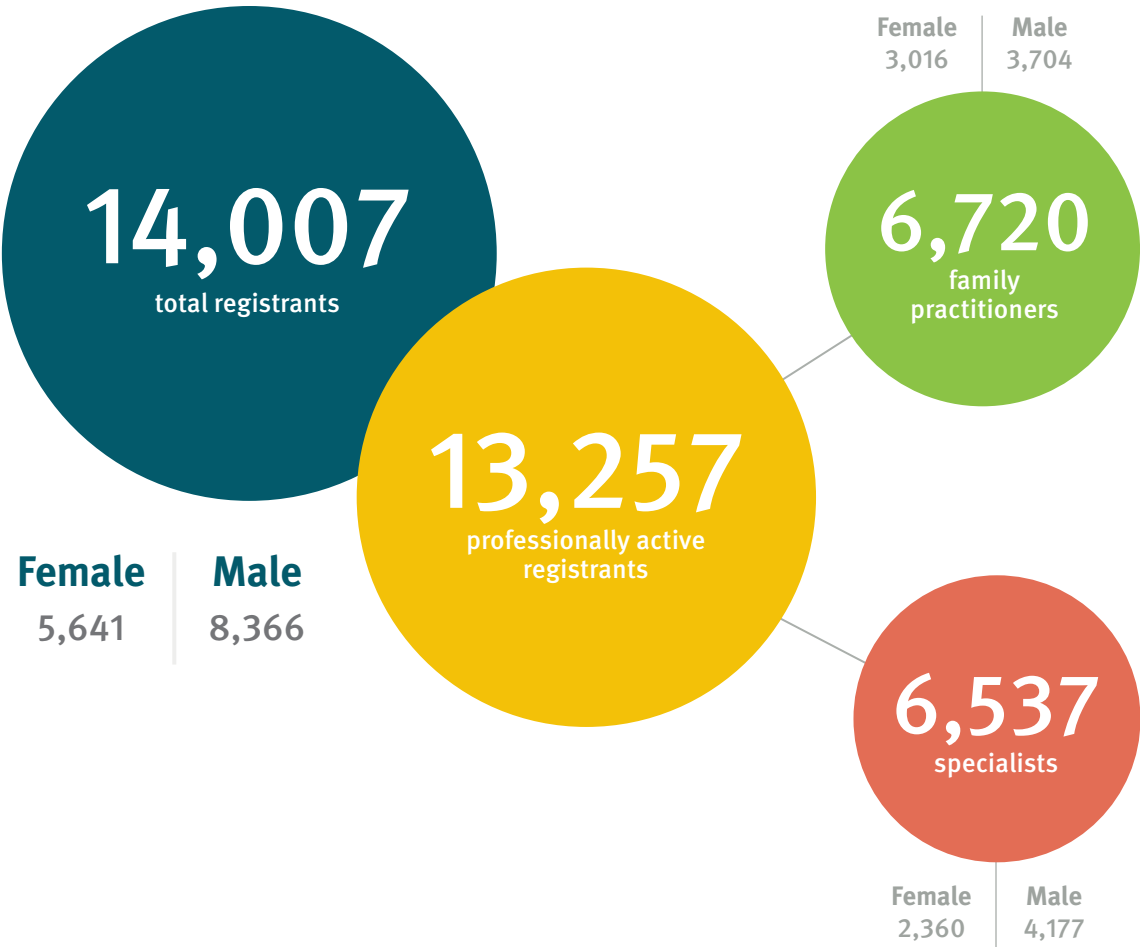 14,007
total registrants
Female Male
5,641 8,366
13,257
professionally active
registrants
Female Male
3,016 3,704
6,720
family
practitioners
6,537
specialists
Female Male
2,360 4,177